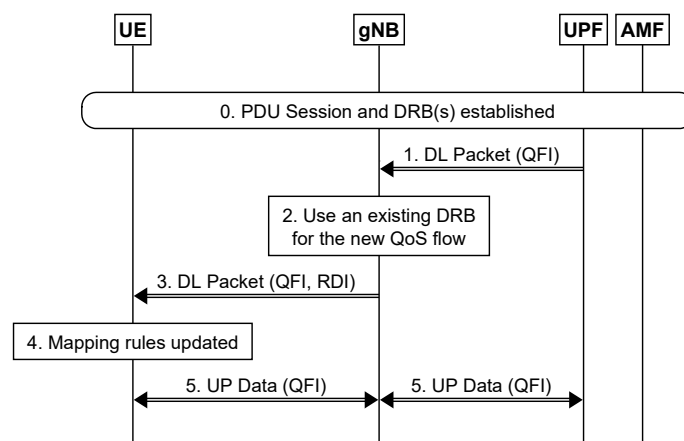 UE
gNB
UPF
AMF
0. PDU Session and DRB(s) established
1. DL Packet (QFI)
2. Use an existing DRB
for the new QoS flow
3. DL Packet (QFI, RDI)
4. Mapping rules updated
5. UP Data (QFI)
5. UP Data (QFI)